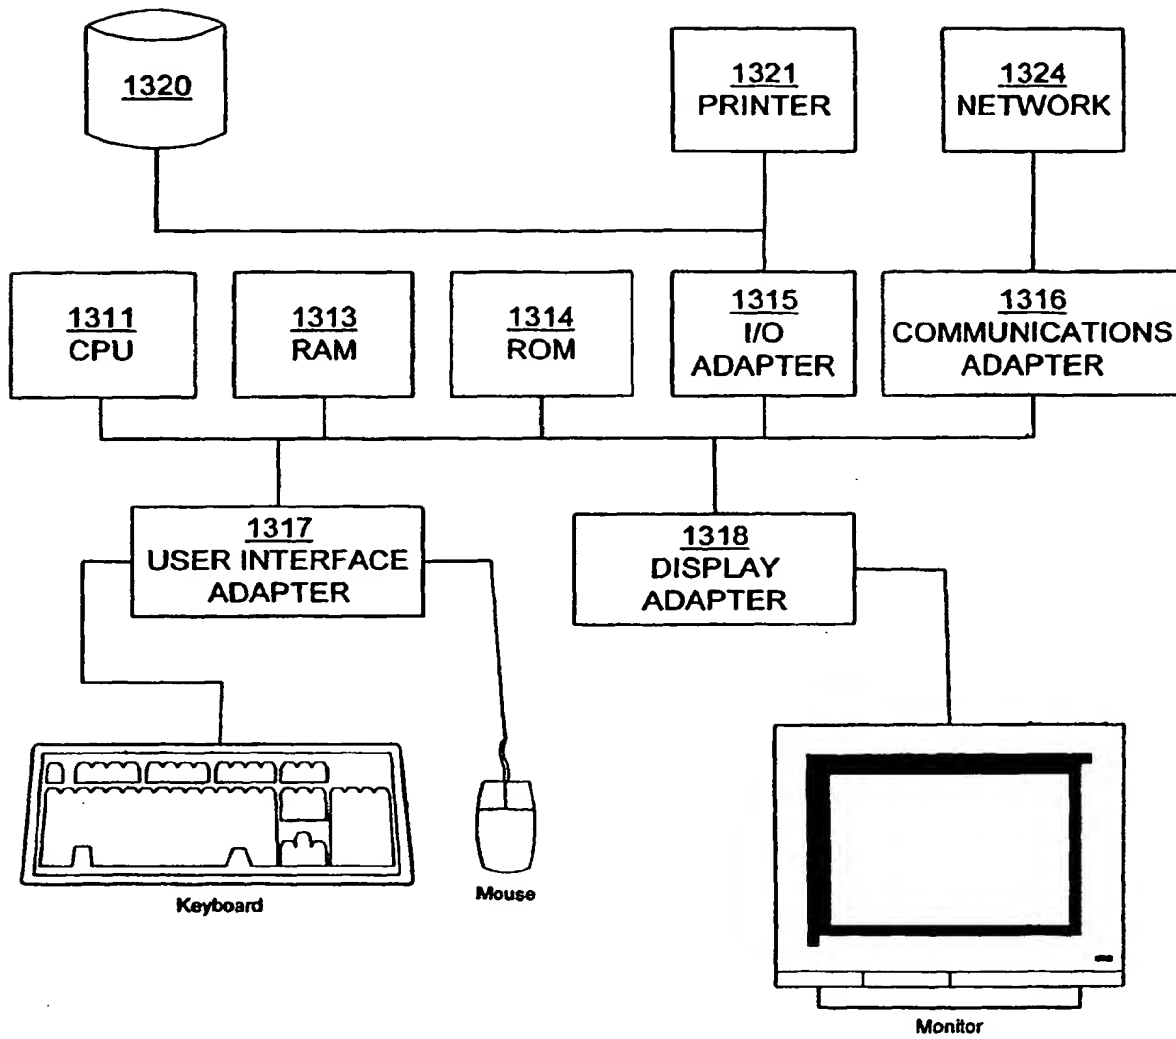 1320
1321
PRINTER
1324
NETWORK
1311
CPU
1313
RAM
1314
ROM
1315
I/O
ADAPTER
1316
COMMUNICATIONS
ADAPTER
1317
USER INTERFACE
ADAPTER
1318
DISPLAY
ADAPTER
Keyboard
Mouse
Monitor